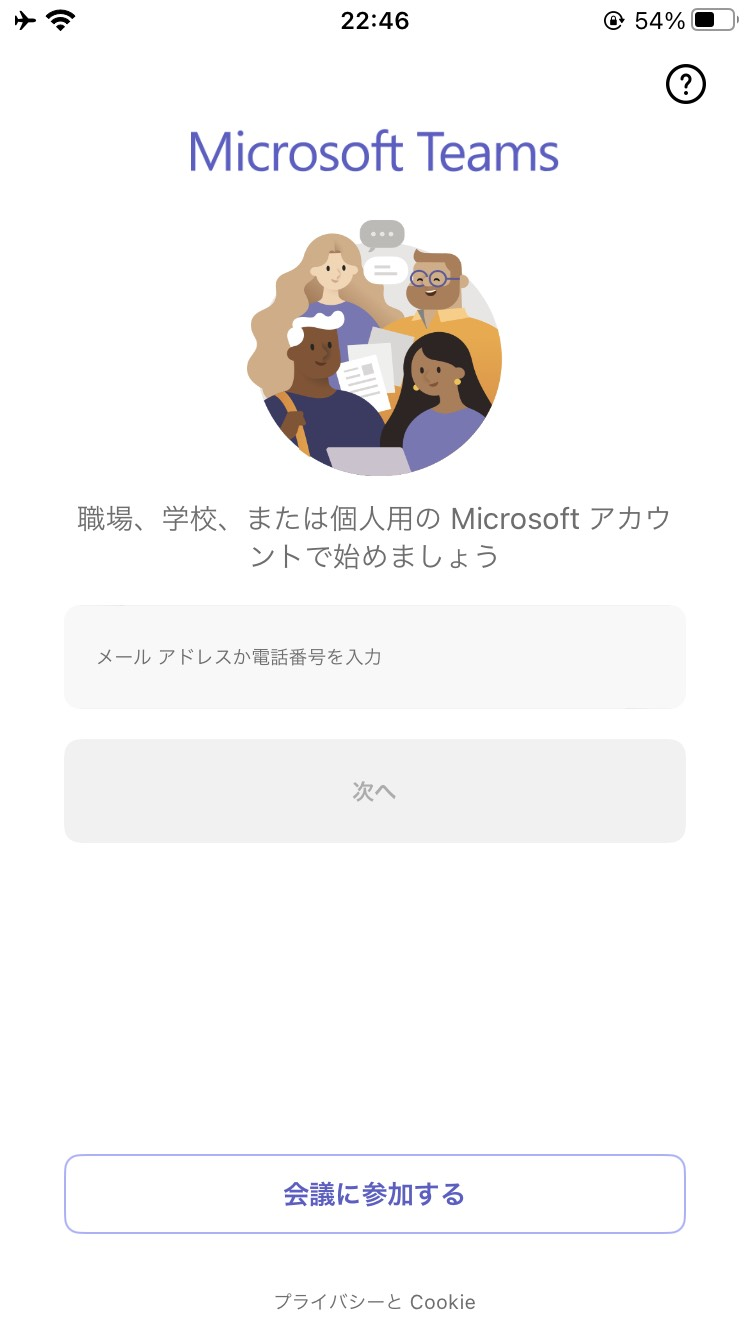 22:46
54%
Microsoft Teams
職場、学校、または個人用の Microsoft アカウ
ントで始めましょう
メール アドレスか電話番号を入力
次へ
会議に参加する
プライバシーと Cookie